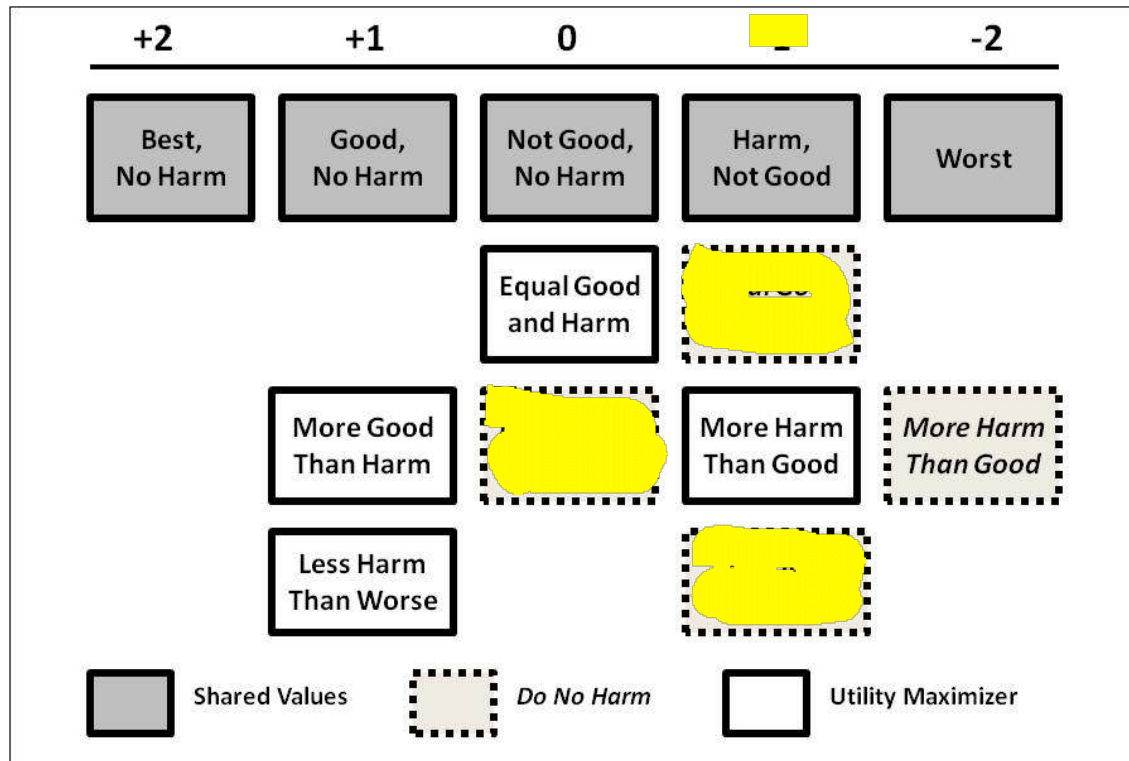 +2 +1 0 -2
Best, Good, Not Good, Harm, Worst
No Harm No Harm No Harm Not Good
Equal Good
and Harm
More Good More Harm More Harm
Than Harm Than Good Than Good
Less Harm
Than Worse
Shared Values Do No Harm Utility Maximizer